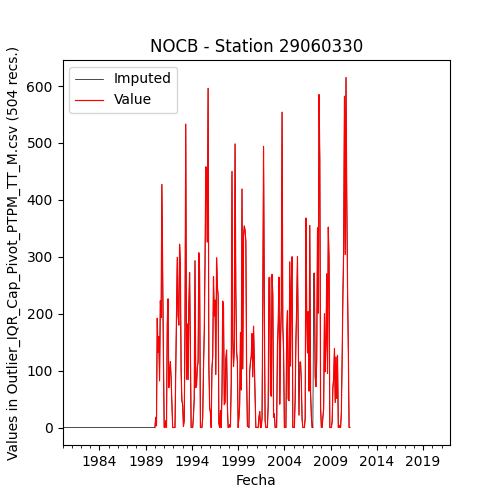 NOCB - Station 29060330
Imputed
Value
Values in Outlier_IQR_Cap_Pivot_PTPM_TT_M.csv (504 recs.)
600
500
400
300
200
100
0
1984 1989 1994 1999 2004 2009 2014 2019
Fecha